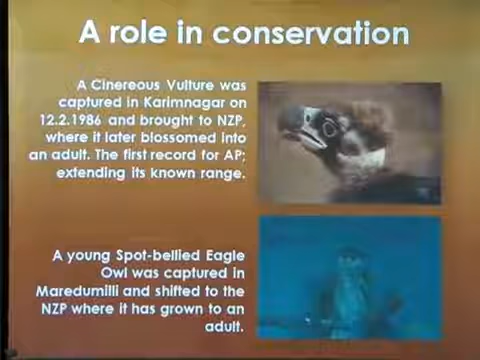 A role in conservation
A Cinereous Vulture was
captured in Karimnagar on
12.2.1986 and brought to NZP,
where it later blossomed into
an adult. The first record for AP;
extending its known range.
A young Spot-bellied Eagle
Owl was captured in
Maredumilli and shifted to the
NZP where it has grown to an
adult.